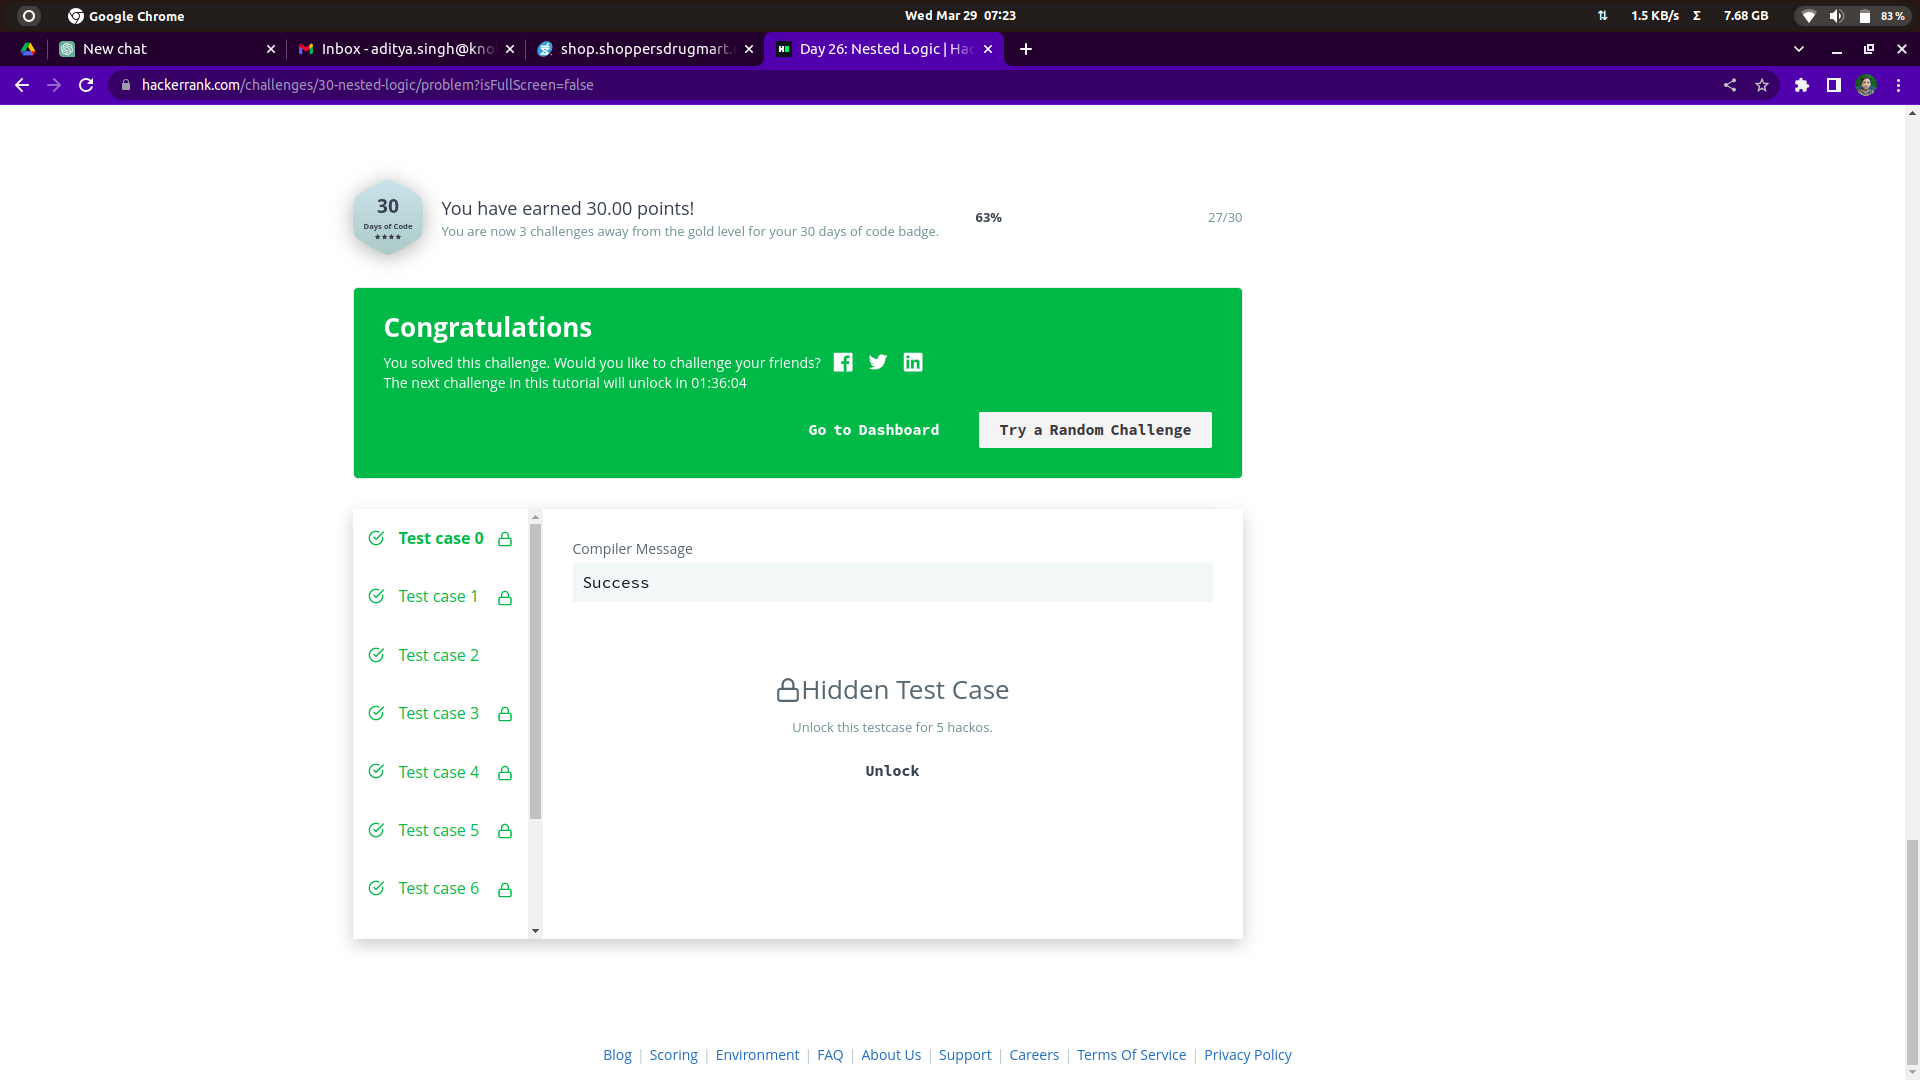 Google Chrome
Wed Mar 29 07:23
1.5 KB/s Σ 7.68 GB
83 %
New chat
Inbox - aditya.singh@kno
shop.shoppersdrugmart.
Day 26: Nested Logic | Ha
hackerrank.com/challenges/30-nested-logic/problem?isFullScreen=false
30
Days of Code
You have earned 30.00 points!
You are now 3 challenges away from the gold level for your 30 days of code badge.
63%
27/30
Congratulations
You solved this challenge. Would you like to challenge your friends?
The next challenge in this tutorial will unlock in 01:36:04
Go to Dashboard
Try a Random Challenge
Test case 0
Test case 1
Test case 2
Test case 3
Test case 4
Test case 5
Test case 6
Compiler Message
Success
Hidden Test Case
Unlock this testcase for 5 hackos.
Unlock
Blog | Scoring | Environment | FAQ | About Us | Support | Careers | Terms Of Service | Privacy Policy